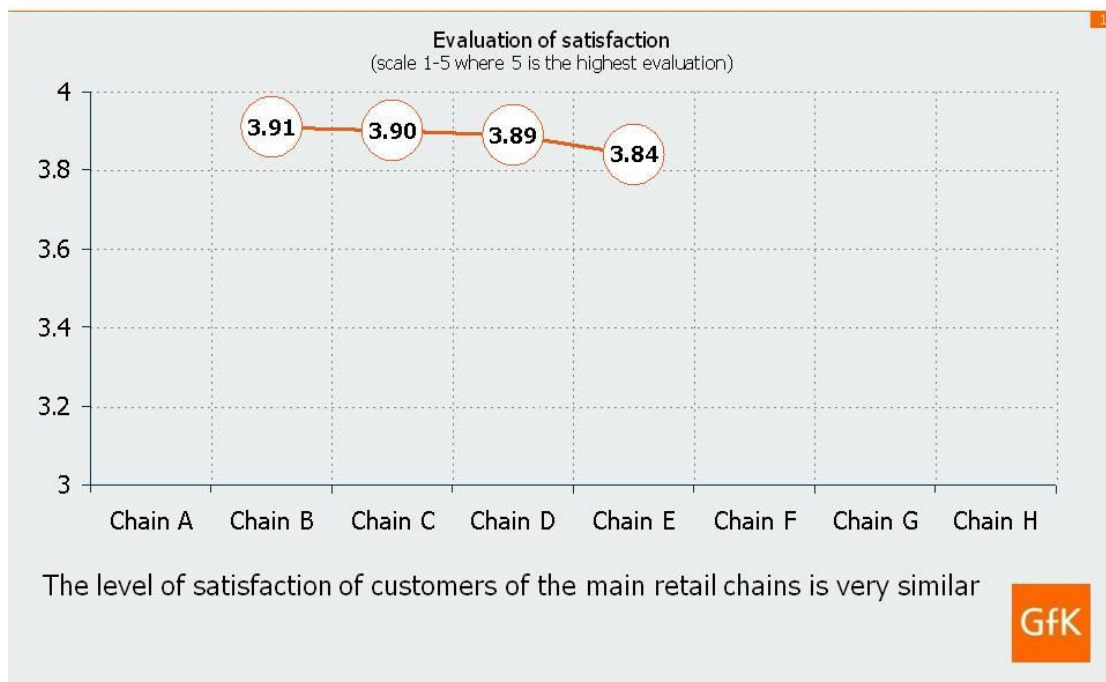 1
Evaluation of satisfaction
(scale 1-5 where 5 is the highest evaluation)
4
3.8
3.6
3.4
3.2
3
3.91
3.90
3.89
3.84
Chain A
Chain B
Chain C
Chain D
Chain E
Chain F
Chain G
Chain H
The level of satisfaction of customers of the main retail chains is very similar
GfK